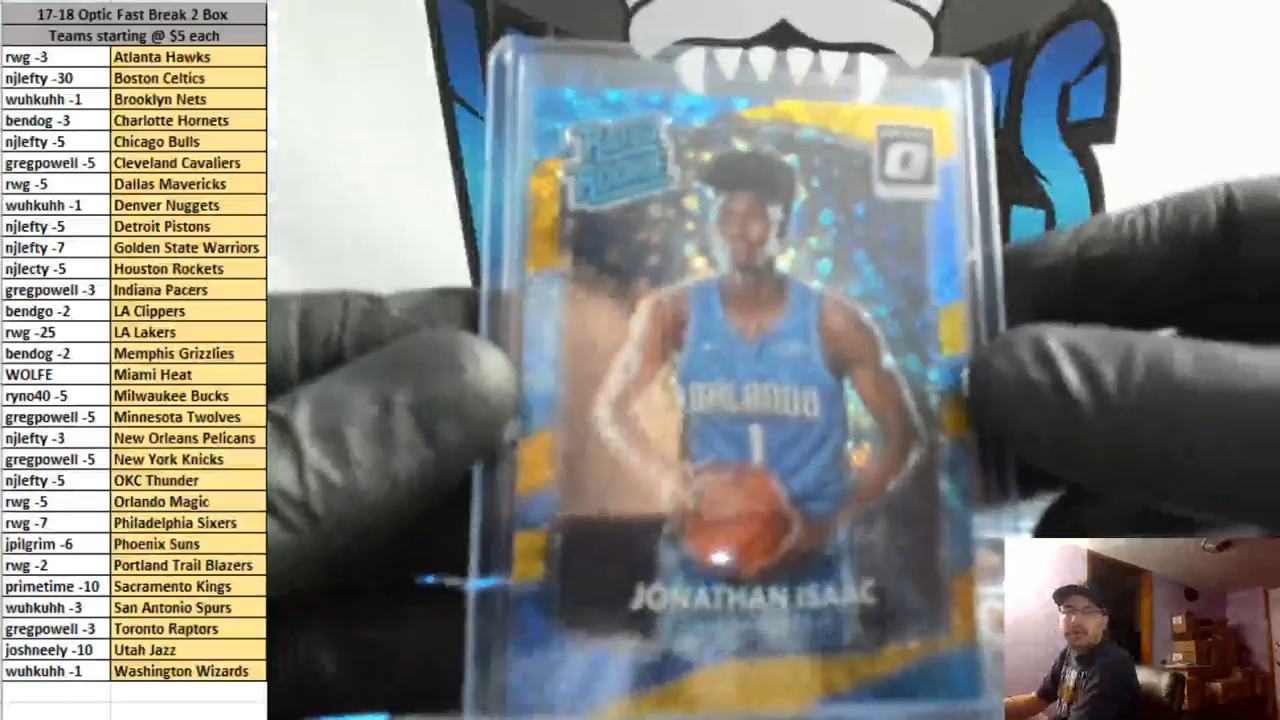 17-18 Optic Fast Break 2 Box
Teams starting @ $5 each
rwg -3 Atlanta Hawks
njlefty -30 Boston Celtics
wuhkuhh -1 Brooklyn Nets
bendog -3 Charlotte Hornets
njlefty -5 Chicago Bulls
gregpowell -5 Cleveland Cavaliers
rwg -5 Dallas Mavericks
wuhkuhh -1 Denver Nuggets
njlefty -5 Detroit Pistons
njlefty -7 Golden State Warriors
njlecty -5 Houston Rockets
gregpowell -3 Indiana Pacers
bendgo -2 LA Clippers
rwg -25 LA Lakers
bendog -2 Memphis Grizzlies
WOLFE Miami Heat
ryno40 -5 Milwaukee Bucks
gregpowell -5 Minnesota Twolves
njlefty -3 New Orleans Pelicans
gregpowell -5 New York Knicks
njlefty -5 OKC Thunder
rwg -5 Orlando Magic
rwg -7 Philadelphia Sixers
jpilgrim -6 Phoenix Suns
rwg -2 Portland Trail Blazers
primetime -10 Sacramento Kings
wuhkuhh -3 San Antonio Spurs
gregpowell -3 Toronto Raptors
joshneely -10 Utah Jazz
wuhkuhh -1 Washington Wizards
RATED
ROOKIE
ORLANDO
1
JONATHAN ISAAC